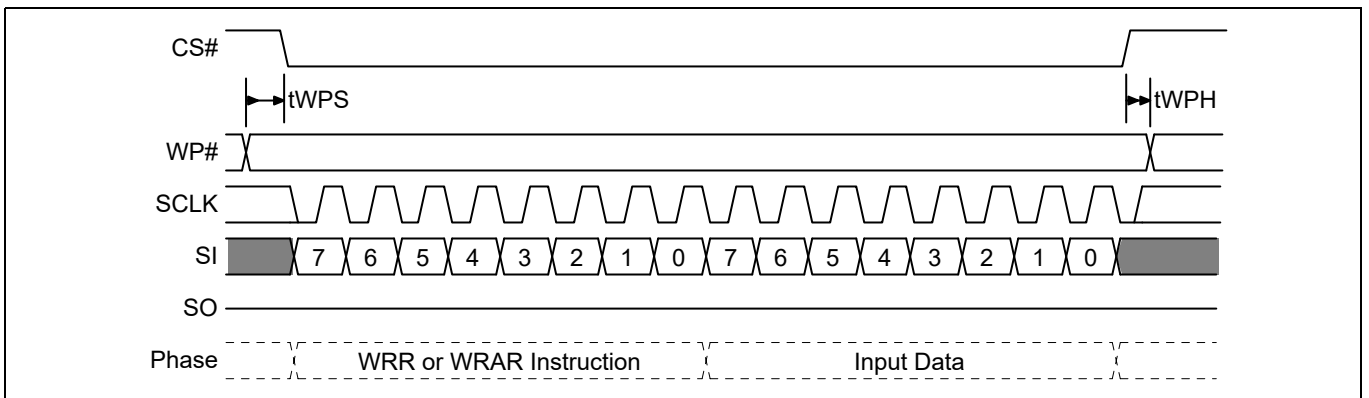 CS#
tWPS tWPH
WP#
SCLK
SI 7 6 5 4 3 2 1 0 7 6 5 4 3 2 1 0
SO
Phase WRR or WRAR Instruction Input Data